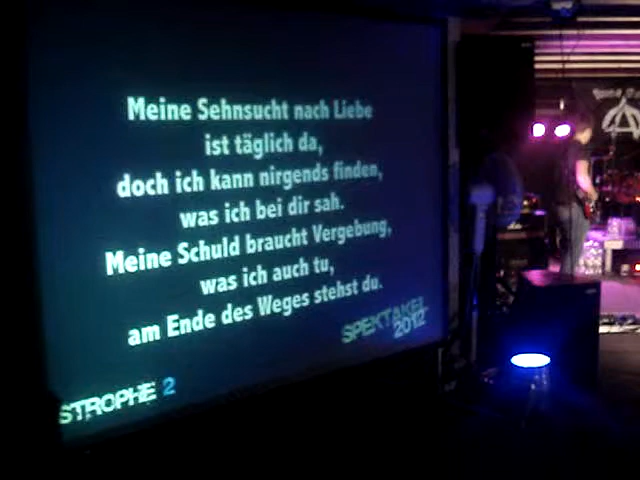 Meine Sehnsucht nach Liebe
ist täglich da,
doch ich kann nirgends finden,
was ich bei dir sah.
Meine Schuld braucht Vergebung,
was ich auch tu,
am Ende des Weges stehst du.
SPEKTAKEL
2012
STROPHE 2